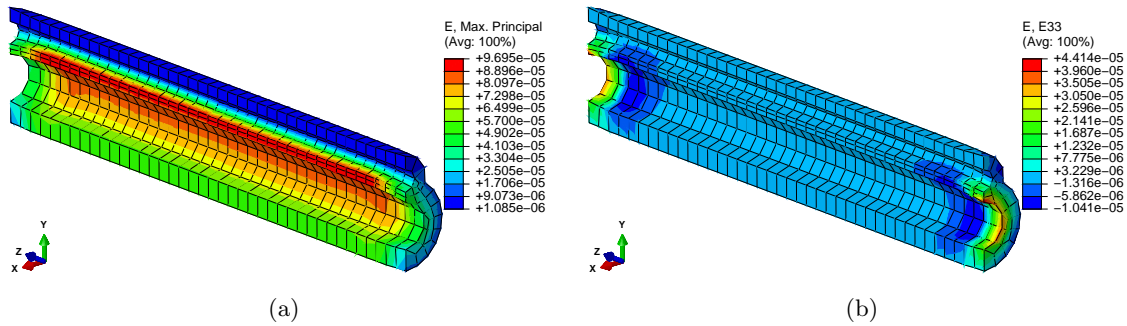 E, Max. Principal
(Avg: 100%)
+9.695e−05
+8.896e−05
+8.097e−05
+7.298e−05
+6.499e−05
+5.700e−05
+4.902e−05
+4.103e−05
+3.304e−05
+2.505e−05
+1.706e−05
+9.073e−06
+1.085e−06
Y
Z
X
(a)
E, E33
(Avg: 100%)
+4.414e−05
+3.960e−05
+3.505e−05
+3.050e−05
+2.596e−05
+2.141e−05
+1.687e−05
+1.232e−05
+7.775e−06
+3.229e−06
−1.316e−06
−5.862e−06
−1.041e−05
Y
Z
X
(b)